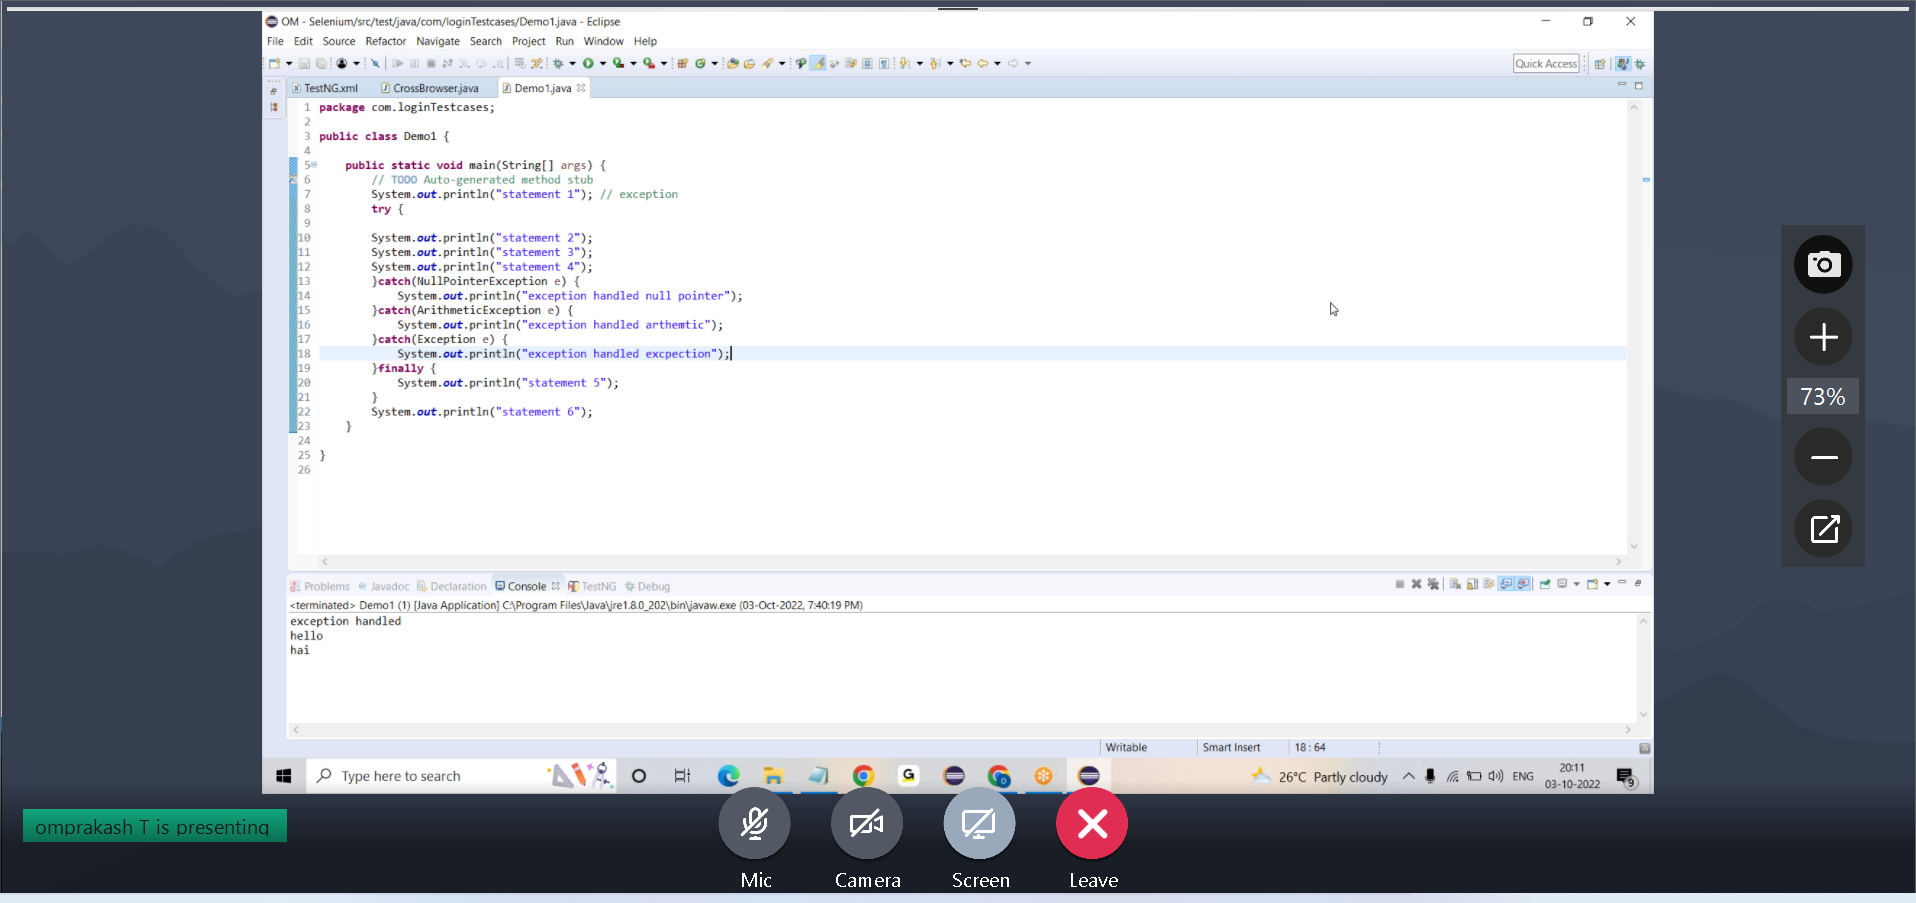 OM - Selenium/src/test/java/com/loginTestcases/Demo1.java - Eclipse
File Edit Source Refactor Navigate Search Project Run Window Help
Quick Access
TestNG.xml CrossBrowser.java Demo1.java
1 package com.loginTestcases;
2
3 public class Demo1 {
4
5 public static void main(String[] args) {
6 // TODO Auto-generated method stub
7 System.out.println("statement 1"); // exception
8 try {
9
10 System.out.println("statement 2");
11 System.out.println("statement 3");
12 System.out.println("statement 4");
13 }catch(NullPointerException e) {
14 System.out.println("exception handled null pointer");
15 }catch(ArithmeticException e) {
16 System.out.println("exception handled arthemtic");
17 }catch(Exception e) {
18 System.out.println("exception handled excpection");
19 }finally {
20 System.out.println("statement 5");
21 }
22 System.out.println("statement 6");
23 }
24
25 }
26
73%
Problems Javadoc Declaration Console TestNG Debug
<terminated> Demo1 (1) [Java Application] C:\Program Files\Java\jre1.8.0_202\bin\javaw.exe (03-Oct-2022, 7:40:19 PM)
exception handled
hello
hai
Writable Smart Insert 18 : 64
Type here to search
G
26°C Partly cloudy
ENG
20:11
03-10-2022
9
omprakash T is presenting
Mic Camera Screen Leave